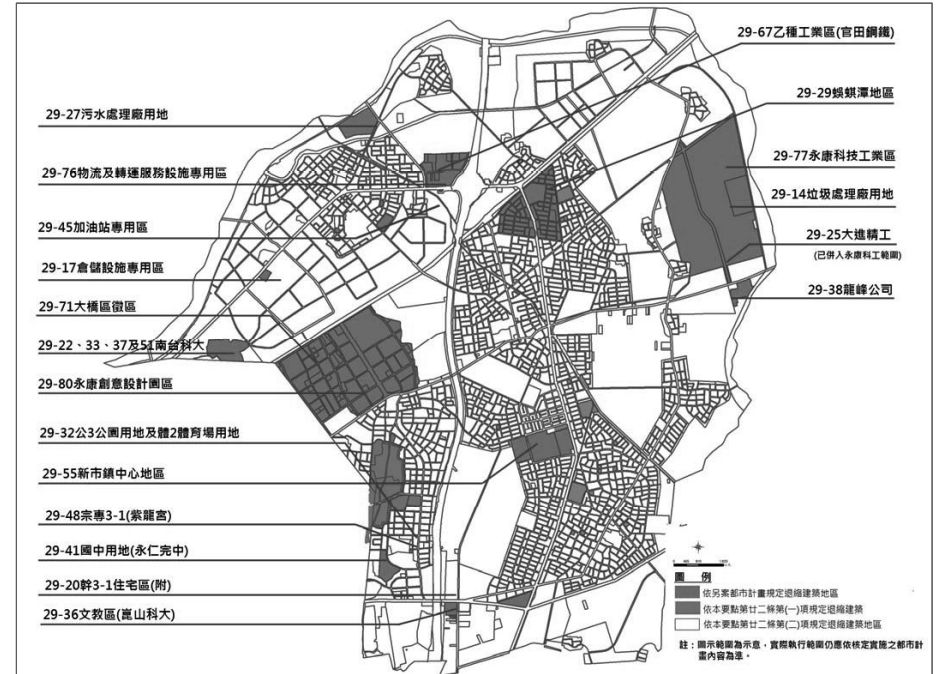 29-67乙種工業區(官田鋼鐵)
29-29蜈蜞潭地區
29-77永康科技工業區
29-14垃圾處理廠用地
29-25大進精工
(已併入永康科工範圍)
29-38龍峰公司
29-27污水處理廠用地
29-76物流及轉運服務設施專用區
29-45加油站專用區
29-17倉儲設施專用區
29-71大橋區徵區
29-22、33、37及51南台科大
29-80永康創意設計園區
29-32公3公園用地及體2體育場用地
29-55新市鎮中心地區
29-48宗專3-1(紫龍宮)
29-41國中用地(永仁完中)
29-20幹3-1住宅區(附)
29-36文教區(崑山科大)
圖 例
依另案都市計畫規定退縮建築地區
依本要點第廿二條第(一)項規定退縮建築
依本要點第廿二條第(二)項規定退縮建築地區
註：圖示範圍為示意，實際執行範圍仍應依核定實施之都市計
畫內容為準。